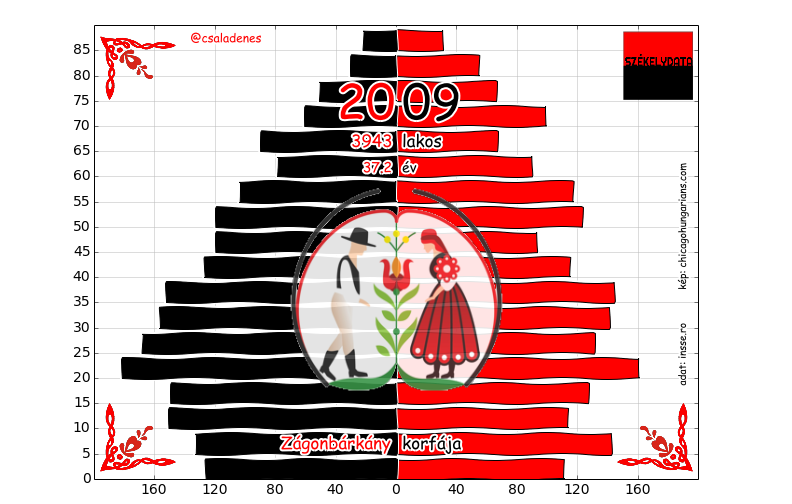 @csaladenes
SZÉKELYDATA
2009
3943 lakos
37,2 év
kép: chicagohungarians.com
adat: insse.ro
Zágonbárkány korfája
85
80
75
70
65
60
55
50
45
40
35
30
25
20
15
10
5
0
160 120 80 40 0 40 80 120 160